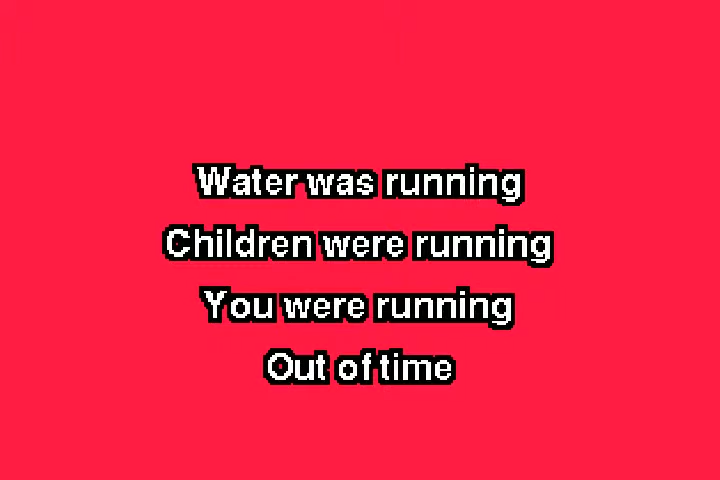 Water was running
Children were running
You were running
Out of time